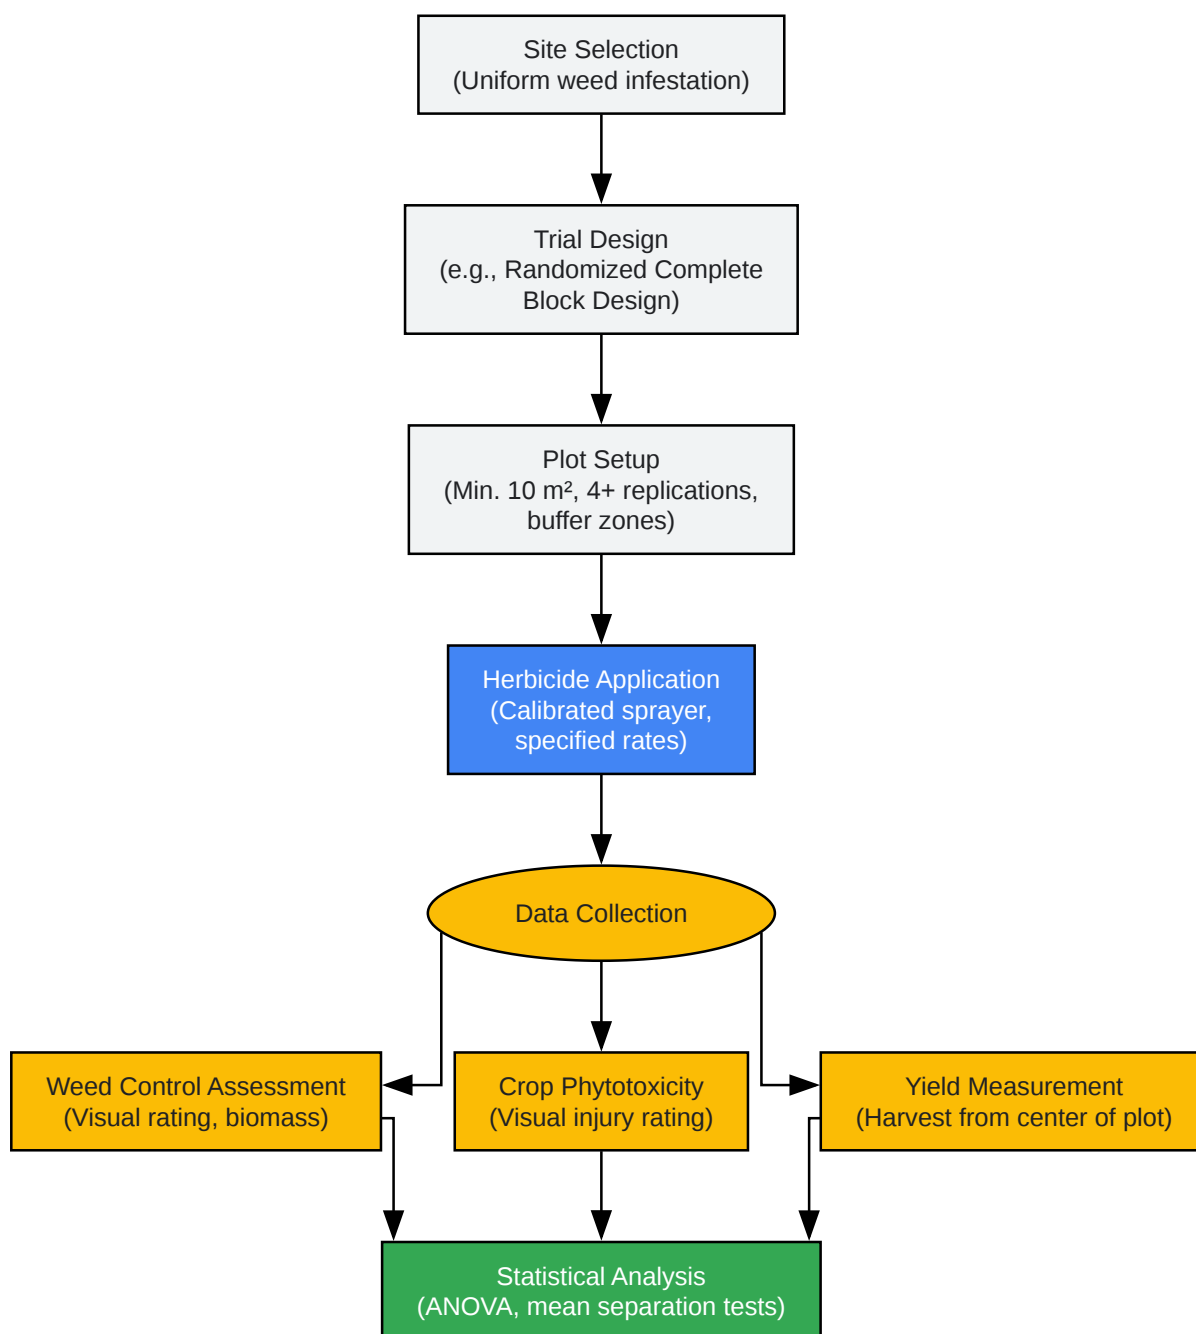 Site Selection
(Uniform weed infestation)
Trial Design
(e.g., Randomized Complete
Block Design)
Plot Setup
(Min. 10 m², 4+ replications,
buffer zones)
Herbicide Application
(Calibrated sprayer,
specified rates)
Data Collection
Weed Control Assessment
(Visual rating, biomass)
Crop Phytotoxicity
(Visual injury rating)
Yield Measurement
(Harvest from center of plot)
Statistical Analysis
(ANOVA, mean separation tests)